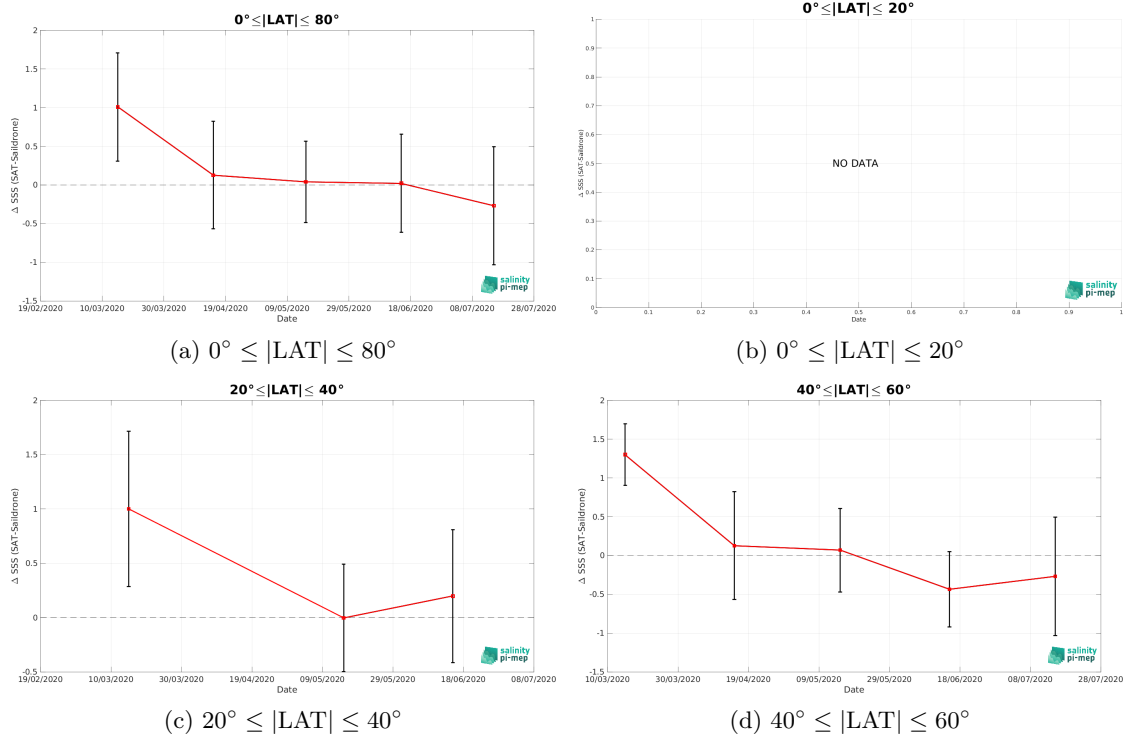 0°≤|LAT|≤ 80°
2
1.5
1
0.5
0
-0.5
-1
-1.5
Δ SSS (SAT-Saildrone)
19/02/2020 10/03/2020 30/03/2020 19/04/2020 09/05/2020 29/05/2020 18/06/2020 08/07/2020 28/07/2020
Date
salinity
pi-mep
(a) 0° ≤ |LAT| ≤ 80°
0°≤|LAT|≤ 20°
1
0.9
0.8
0.7
0.6
0.5
0.4
0.3
0.2
0.1
0
Δ SSS (SAT-Saildrone)
NO DATA
0 0.1 0.2 0.3 0.4 0.5 0.6 0.7 0.8 0.9 1
Date
salinity
pi-mep
(b) 0° ≤ |LAT| ≤ 20°
20°≤|LAT|≤ 40°
2
1.5
1
0.5
0
-0.5
Δ SSS (SAT-Saildrone)
19/02/2020 10/03/2020 30/03/2020 19/04/2020 09/05/2020 29/05/2020 18/06/2020 08/07/2020
Date
salinity
pi-mep
(c) 20° ≤ |LAT| ≤ 40°
40°≤|LAT|≤ 60°
2
1.5
1
0.5
0
-0.5
-1
-1.5
Δ SSS (SAT-Saildrone)
10/03/2020 30/03/2020 19/04/2020 09/05/2020 29/05/2020 18/06/2020 08/07/2020 28/07/2020
Date
salinity
pi-mep
(d) 40° ≤ |LAT| ≤ 60°